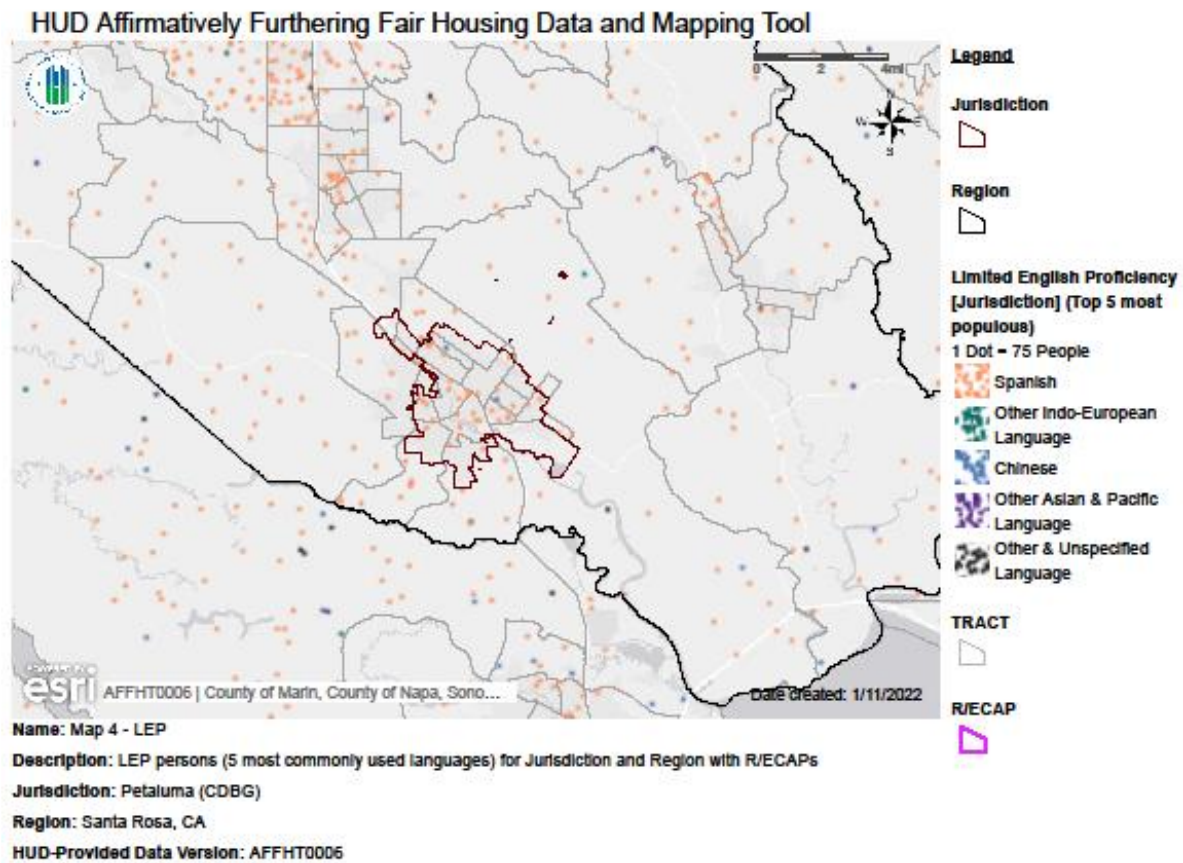 HUD Affirmatively Furthering Fair Housing Data and Mapping Tool
0 2 4mi
N
W E
S
POWERED BY
esri
AFFHT0006 | County of Marin, County of Napa, Sono...
Date created: 1/11/2022
Legend
Jurisdiction
Region
Limited English Proficiency
[Jurisdiction] (Top 5 most
populous)
1 Dot = 75 People
Spanish
Other Indo-European
Language
Chinese
Other Asian & Pacific
Language
Other & Unspecified
Language
TRACT
R/ECAP
Name: Map 4 - LEP
Description: LEP persons (5 most commonly used languages) for Jurisdiction and Region with R/ECAPs
Jurisdiction: Petaluma (CDBG)
Region: Santa Rosa, CA
HUD-Provided Data Version: AFFHT0006